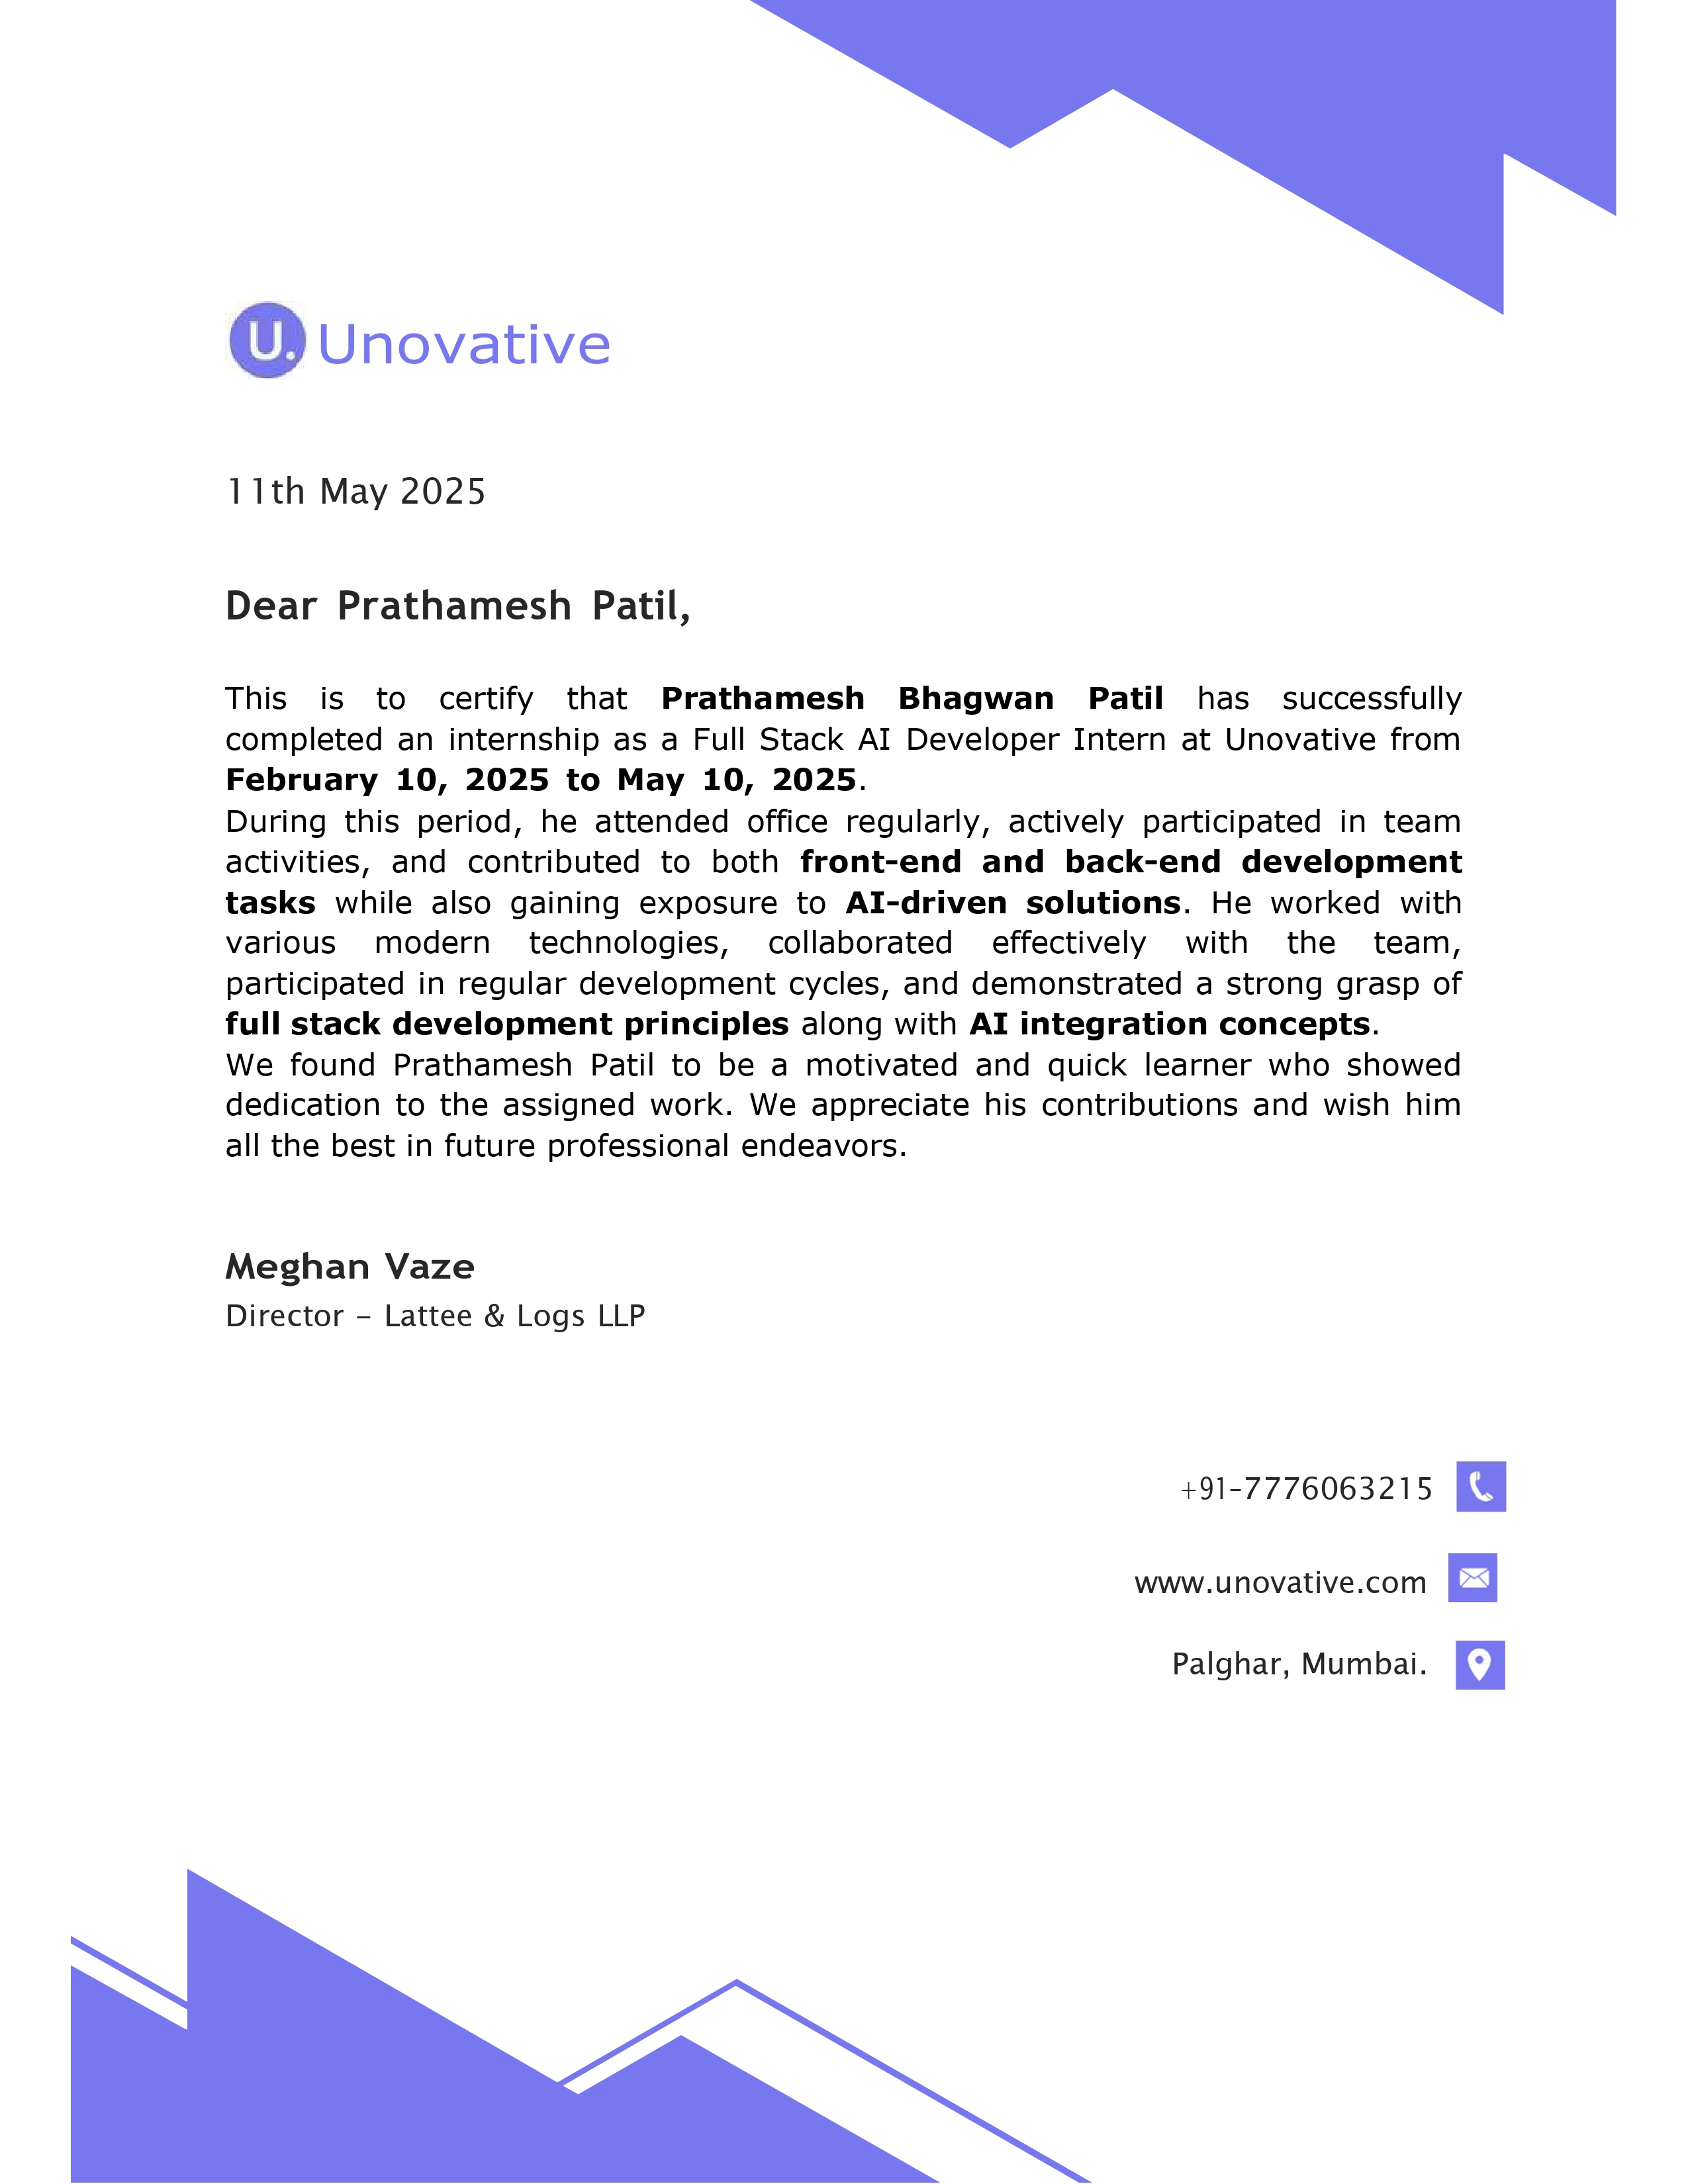 U. Unovative
11th May 2025
Dear Prathamesh Patil,
This is to certify that Prathamesh Bhagwan Patil has successfully
completed an internship as a Full Stack AI Developer Intern at Unovative from
February 10, 2025 to May 10, 2025.
During this period, he attended office regularly, actively participated in team
activities, and contributed to both front-end and back-end development
tasks while also gaining exposure to AI-driven solutions. He worked with
various modern technologies, collaborated effectively with the team,
participated in regular development cycles, and demonstrated a strong grasp of
full stack development principles along with AI integration concepts.
We found Prathamesh Patil to be a motivated and quick learner who showed
dedication to the assigned work. We appreciate his contributions and wish him
all the best in future professional endeavors.
Meghan Vaze
Director – Lattee & Logs LLP
+91-7776063215
www.unovative.com
Palghar, Mumbai.